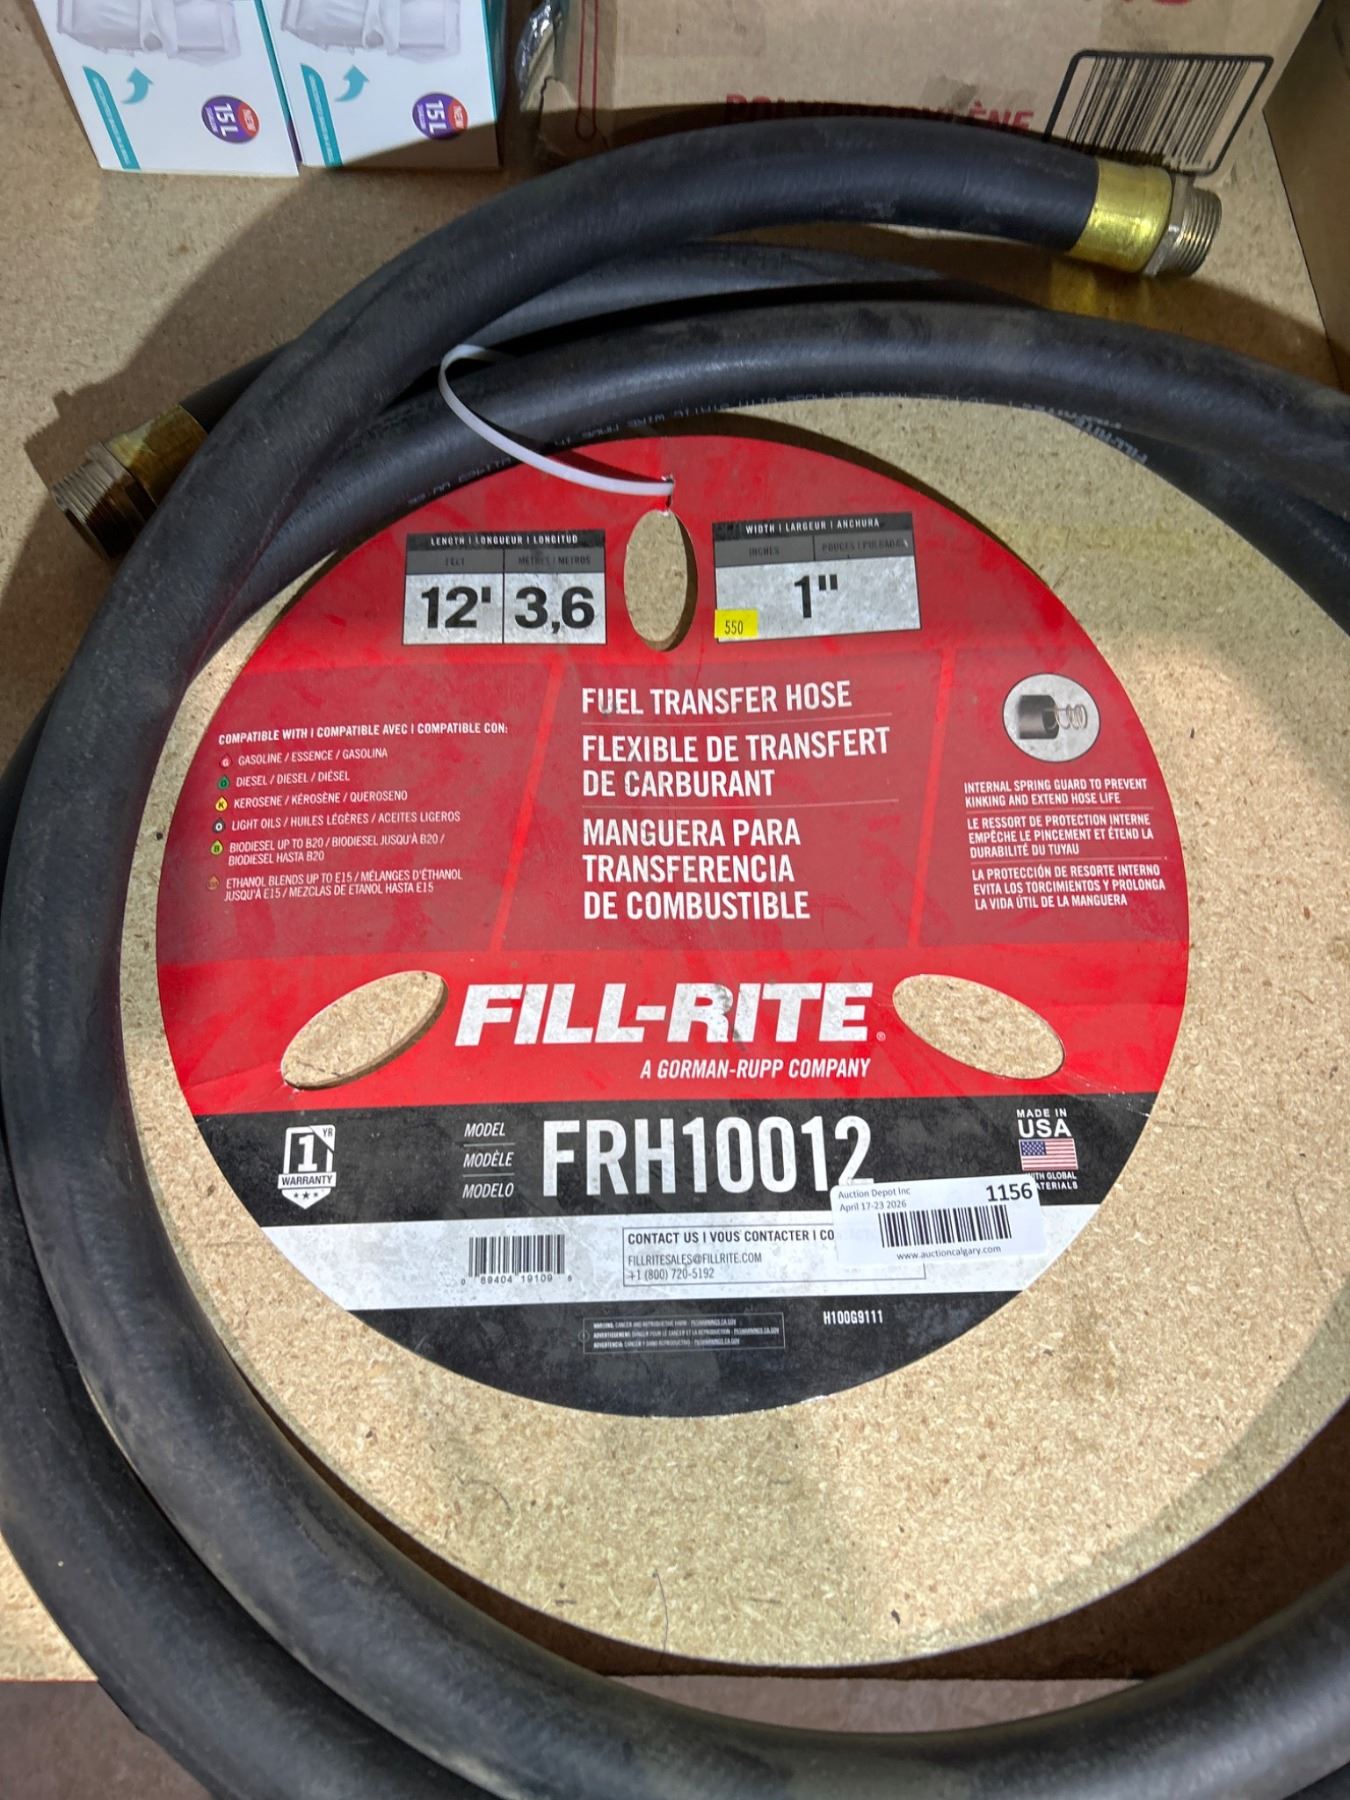 NEW
15L
NEW
15L
LENGTH | LONGUEUR | LONGITUD
FEET
METRES / METROS
12' 3,6
WIDTH | LARGEUR | ANCHURA
INCHES
POUCES / PULGADAS
1"
550
FUEL TRANSFER HOSE
FLEXIBLE DE TRANSFERT
DE CARBURANT
MANGUERA PARA
TRANSFERENCIA
DE COMBUSTIBLE
COMPATIBLE WITH | COMPATIBLE AVEC | COMPATIBLE CON:
G GASOLINE / ESSENCE / GASOLINA
D DIESEL / DIESEL / DIÉSEL
K KEROSENE / KÉROSÈNE / QUEROSENO
O LIGHT OILS / HUILES LÉGÈRES / ACEITES LIGEROS
B BIODIESEL UP TO B20 / BIODIESEL JUSQU'À B20 /
BIODIESEL HASTA B20
ETHANOL BLENDS UP TO E15 / MÉLANGES D'ÉTHANOL
JUSQU'À E15 / MEZCLAS DE ETANOL HASTA E15
INTERNAL SPRING GUARD TO PREVENT
KINKING AND EXTEND HOSE LIFE
LE RESSORT DE PROTECTION INTERNE
EMPÊCHE LE PINCEMENT ET ÉTEND LA
DURABILITÉ DU TUYAU
LA PROTECCIÓN DE RESORTE INTERNO
EVITA LOS TORCIMIENTOS Y PROLONGA
LA VIDA ÚTIL DE LA MANGUERA
FILL-RITE®
A GORMAN-RUPP COMPANY
1 YR
WARRANTY
MODEL
MODÈLE
MODELO
FRH10012
MADE IN
USA
Auction Depot Inc
1156
April 17-23 2026
www.auctioncalgary.com
0 89404 19109 6
CONTACT US | VOUS CONTACTER | CO
FILLRITESALES@FILLRITE.COM
+1 (800) 720-5192
H100G9111